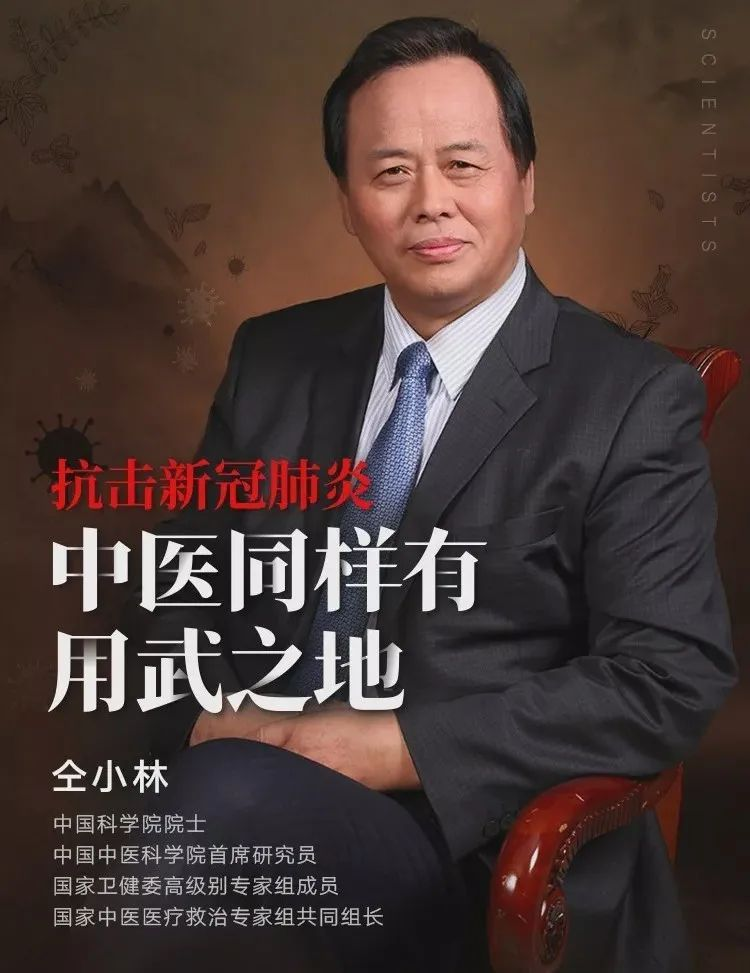 SCIENTISTS
抗击新冠肺炎
中医同样有
用武之地
仝小林
中国科学院院士
中国中医科学院首席研究员
国家卫健委高级别专家组成员
国家中医医疗救治专家组共同组长